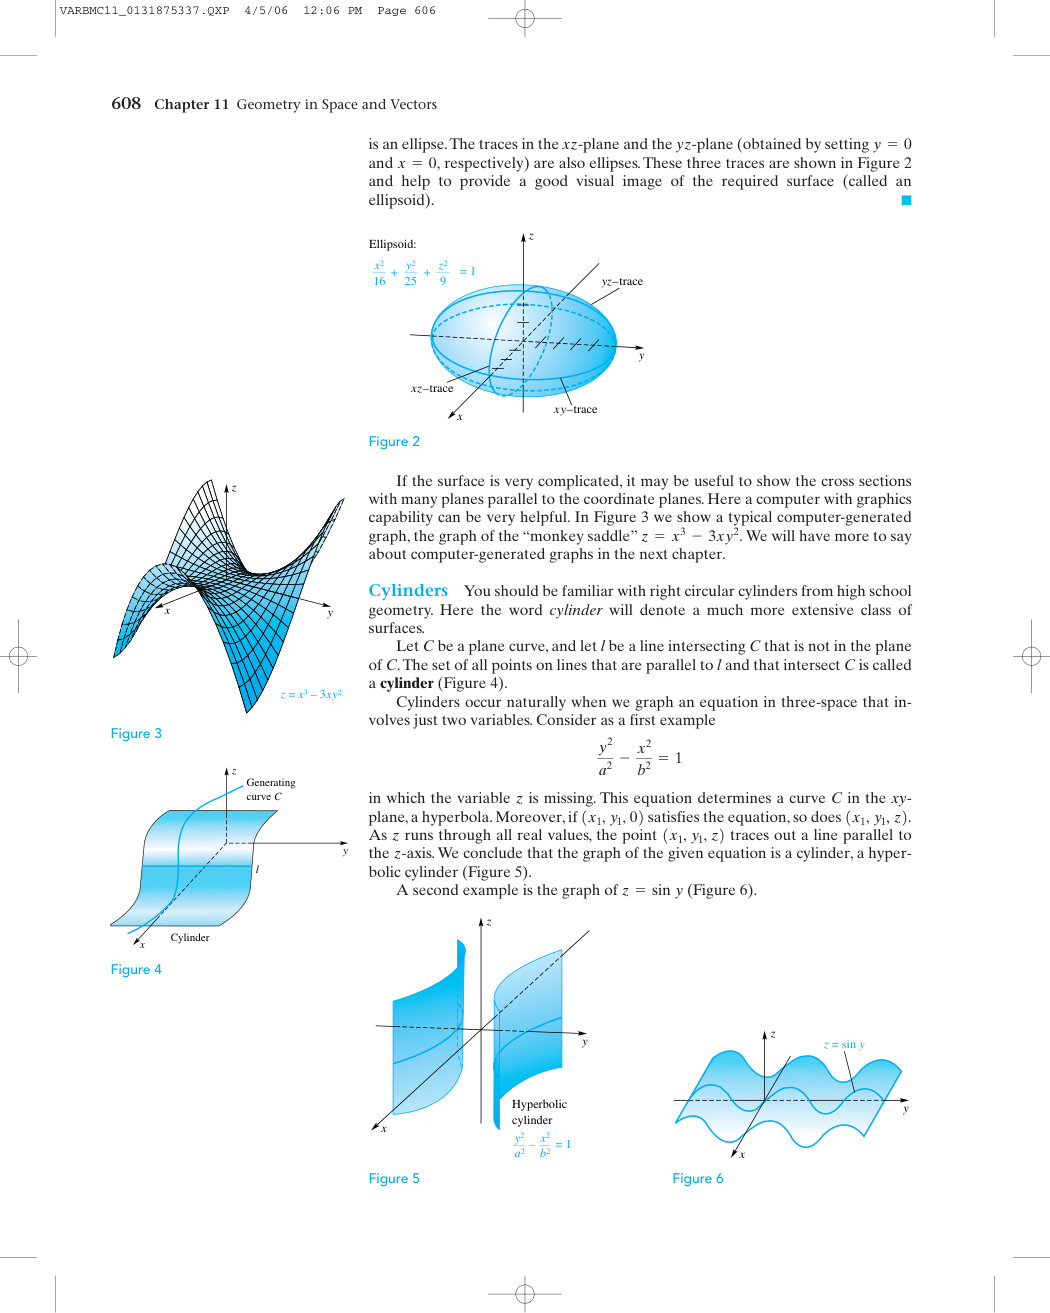 VARBMC11_0131875337.QXP 4/5/06 12:06 PM Page 606
608 Chapter 11 Geometry in Space and Vectors
is an ellipse. The traces in the xz-plane and the yz-plane (obtained by setting y = 0
and x = 0, respectively) are also ellipses. These three traces are shown in Figure 2
and help to provide a good visual image of the required surface (called an
ellipsoid).
Ellipsoid:
x²/16 + y²/25 + z²/9 = 1
z
yz–trace
y
xz–trace
xy–trace
x
Figure 2
If the surface is very complicated, it may be useful to show the cross sections
with many planes parallel to the coordinate planes. Here a computer with graphics
capability can be very helpful. In Figure 3 we show a typical computer-generated
graph, the graph of the “monkey saddle” z = x³ − 3xy². We will have more to say
about computer-generated graphs in the next chapter.
z
x
y
z = x³ – 3xy²
Figure 3
Cylinders You should be familiar with right circular cylinders from high school
geometry. Here the word cylinder will denote a much more extensive class of
surfaces.
Let C be a plane curve, and let l be a line intersecting C that is not in the plane
of C. The set of all points on lines that are parallel to l and that intersect C is called
a cylinder (Figure 4).
Cylinders occur naturally when we graph an equation in three-space that in-
volves just two variables. Consider as a first example
y²/a² − x²/b² = 1
in which the variable z is missing. This equation determines a curve C in the xy-
plane, a hyperbola. Moreover, if (x₁, y₁, 0) satisfies the equation, so does (x₁, y₁, z).
As z runs through all real values, the point (x₁, y₁, z) traces out a line parallel to
the z-axis. We conclude that the graph of the given equation is a cylinder, a hyper-
bolic cylinder (Figure 5).
A second example is the graph of z = sin y (Figure 6).
z
Generating
curve C
y
l
Cylinder
x
Figure 4
z
y
x
Hyperbolic
cylinder
y²/a² – x²/b² = 1
Figure 5
z
z = sin y
y
x
Figure 6